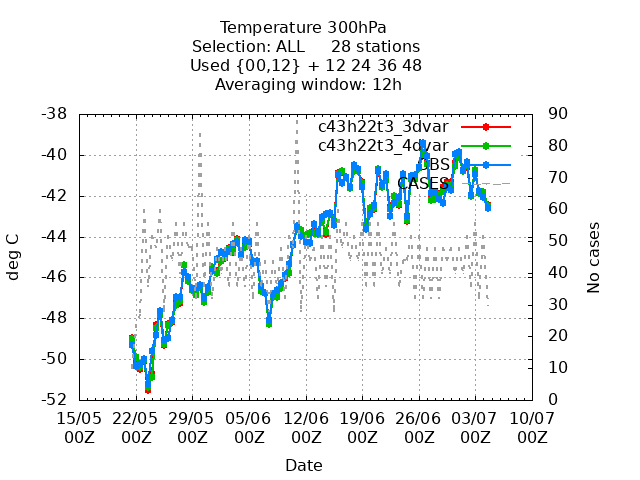 Temperature 300hPa
Selection: ALL 28 stations
Used {00,12} + 12 24 36 48
Averaging window: 12h
-38 90
c43h22t3_3dvar
c43h22t3_4dvar
OBS
CASES
-40
-42
-44
-46
-48
-50
-52
80
70
60
50
40
30
20
10
0
deg C
No cases
15/05 22/05 29/05 05/06 12/06 19/06 26/06 03/07 10/07
00Z 00Z 00Z 00Z 00Z 00Z 00Z 00Z 00Z
Date